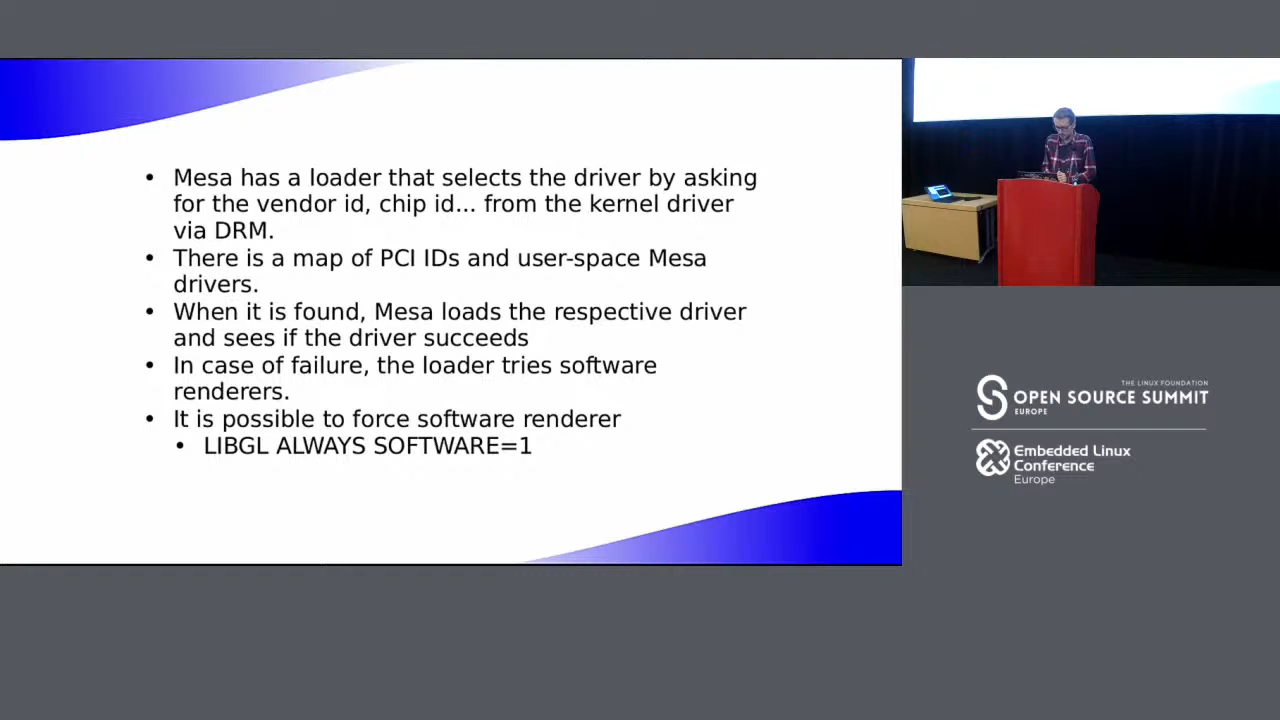 • Mesa has a loader that selects the driver by asking
for the vendor id, chip id... from the kernel driver
via DRM.
• There is a map of PCI IDs and user-space Mesa
drivers.
• When it is found, Mesa loads the respective driver
and sees if the driver succeeds
• In case of failure, the loader tries software
renderers.
• It is possible to force software renderer
• LIBGL ALWAYS SOFTWARE=1
THE LINUX FOUNDATION
OPEN SOURCE SUMMIT
EUROPE
Embedded Linux
Conference
Europe